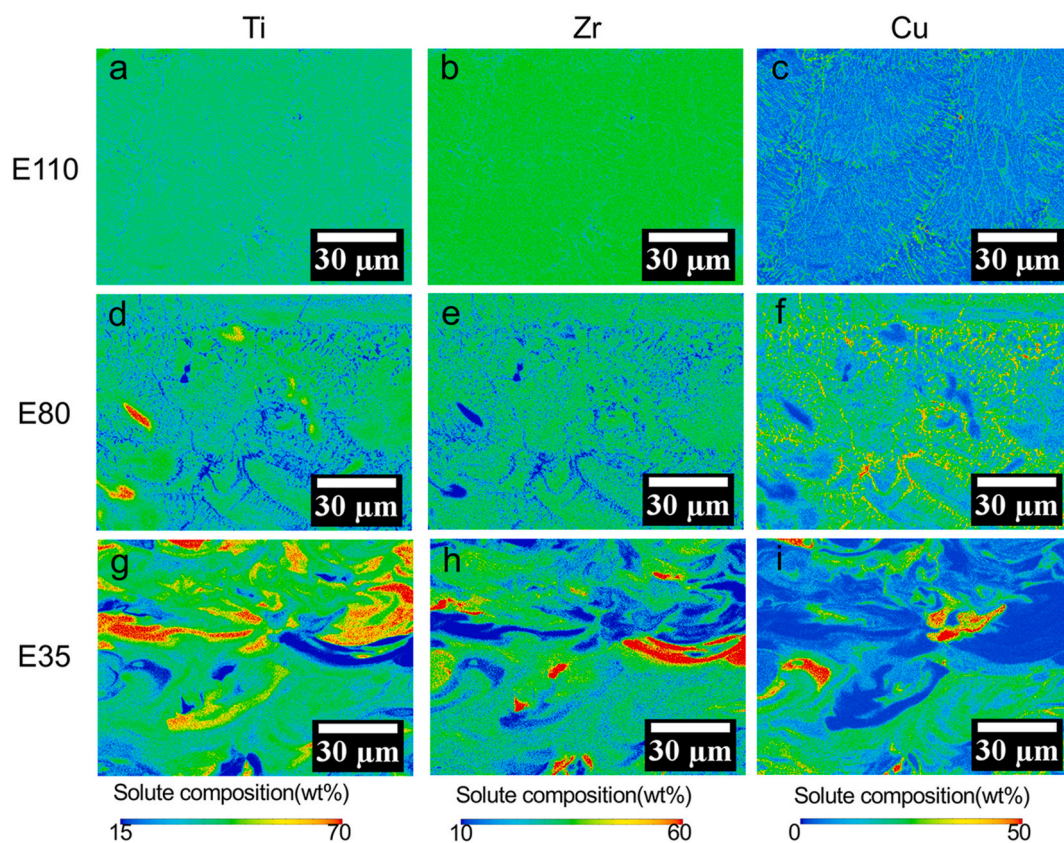 Ti Zr Cu
E110
a b c
30 μm 30 μm 30 μm
E80
d e f
30 μm 30 μm 30 μm
E35
g h i
30 μm 30 μm 30 μm
Solute composition(wt%) Solute composition(wt%) Solute composition(wt%)
15 70 10 60 0 50